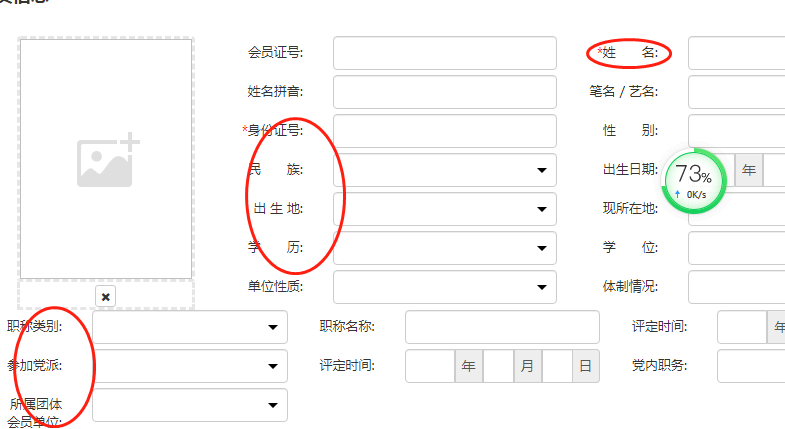 会员证号:
*姓 名:
姓名拼音:
笔名 / 艺名:
*身份证号:
性 别:
民 族:
出生日期:
年
73%
↑ 0K/s
出 生 地:
现所在地:
学 历:
学 位:
单位性质:
体制情况:
职称类别:
职称名称:
评定时间:
年
参加党派:
评定时间:
年
月
日
党内职务:
所属团体
会员单位: